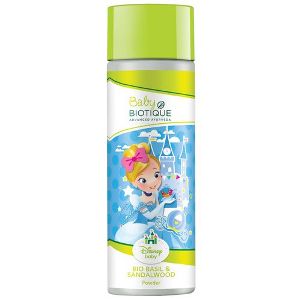 Baby
BIOTIQUE
ADVANCED AYURVEDA
Disney
baby
BIO BASIL &
SANDALWOOD
Powder